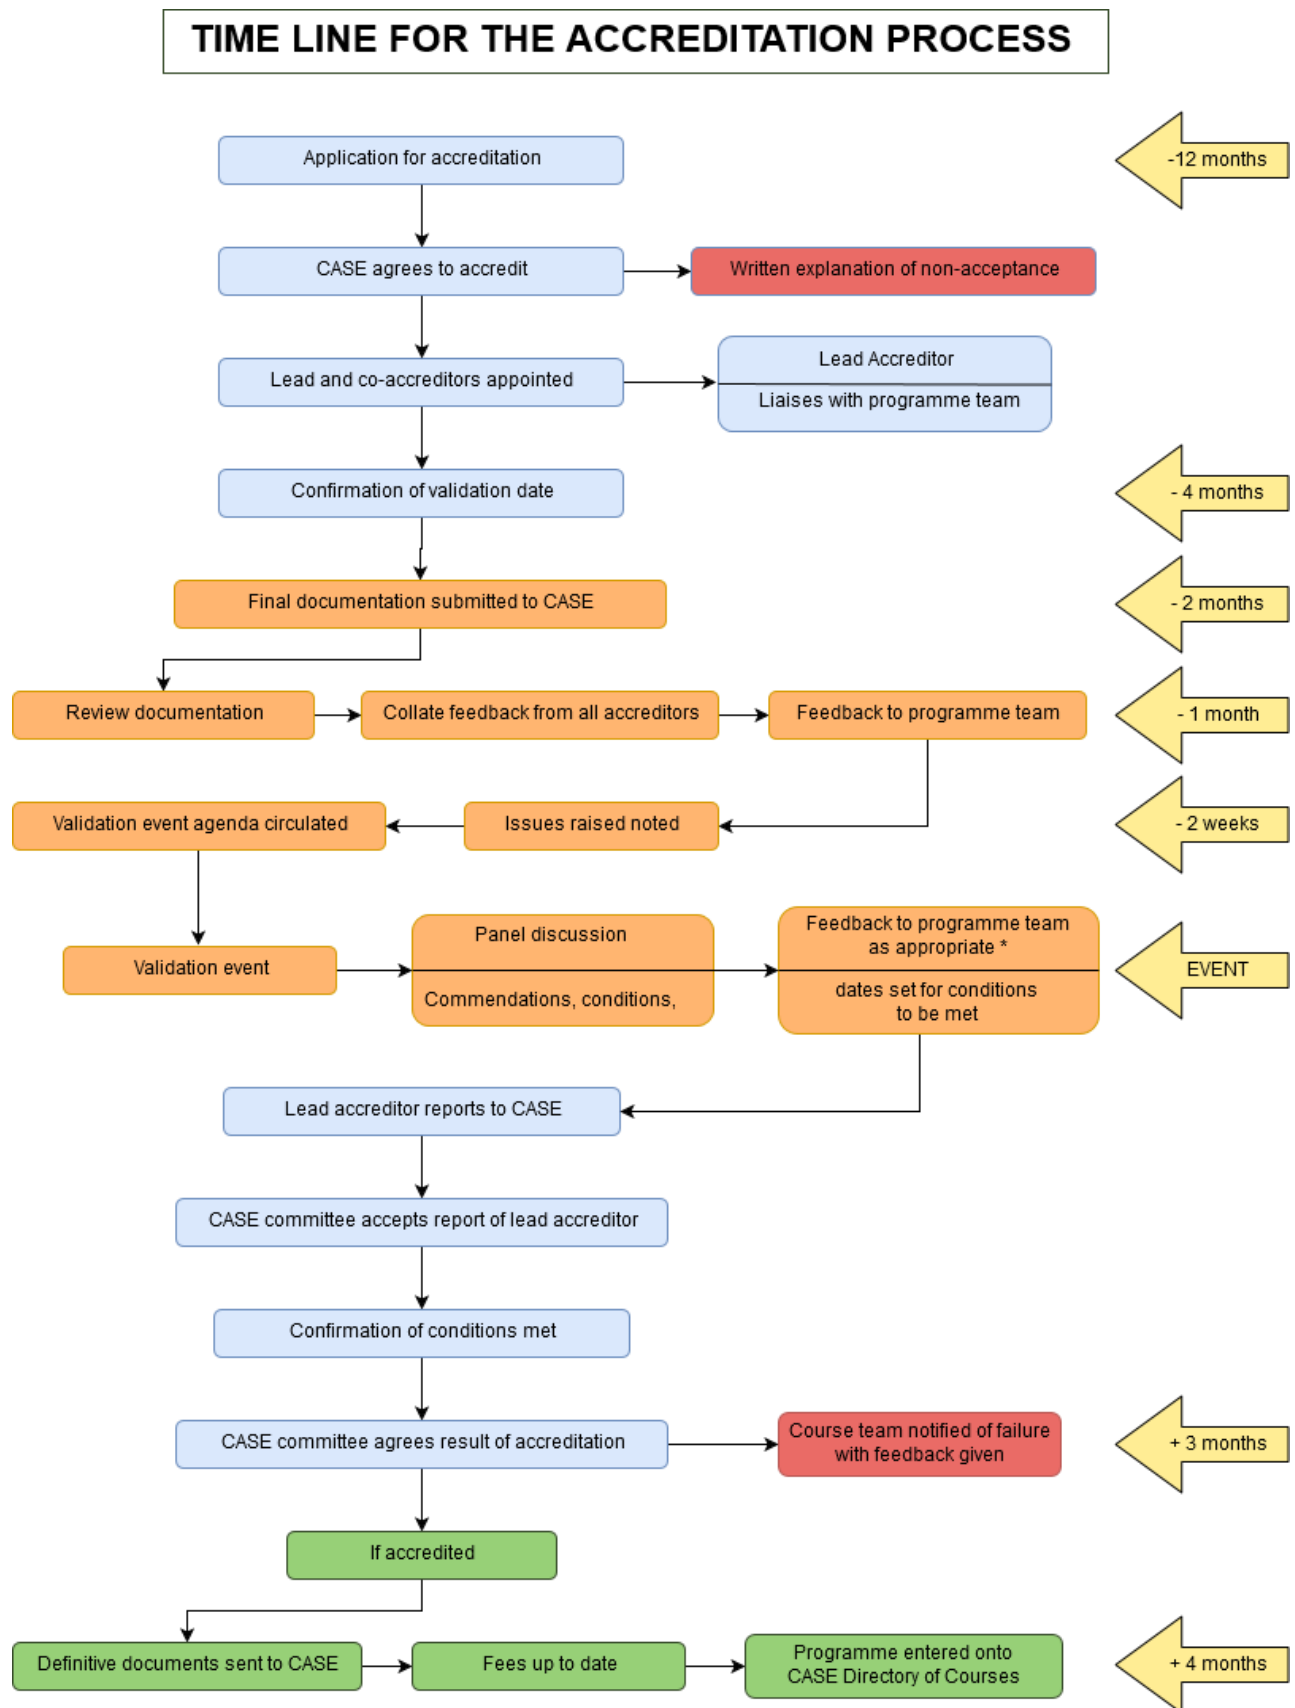 TIME LINE FOR THE ACCREDITATION PROCESS
Application for accreditation
-12 months
CASE agrees to accredit
Written explanation of non-acceptance
Lead and co-accreditors appointed
Lead Accreditor
Liaises with programme team
Confirmation of validation date
- 4 months
Final documentation submitted to CASE
- 2 months
Review documentation
Collate feedback from all accreditors
Feedback to programme team
- 1 month
Validation event agenda circulated
Issues raised noted
- 2 weeks
Validation event
Panel discussion
Commendations, conditions,
Feedback to programme team
as appropriate *
dates set for conditions
to be met
EVENT
Lead accreditor reports to CASE
CASE committee accepts report of lead accreditor
Confirmation of conditions met
CASE committee agrees result of accreditation
Course team notified of failure
with feedback given
+ 3 months
If accredited
Definitive documents sent to CASE
Fees up to date
Programme entered onto
CASE Directory of Courses
+ 4 months